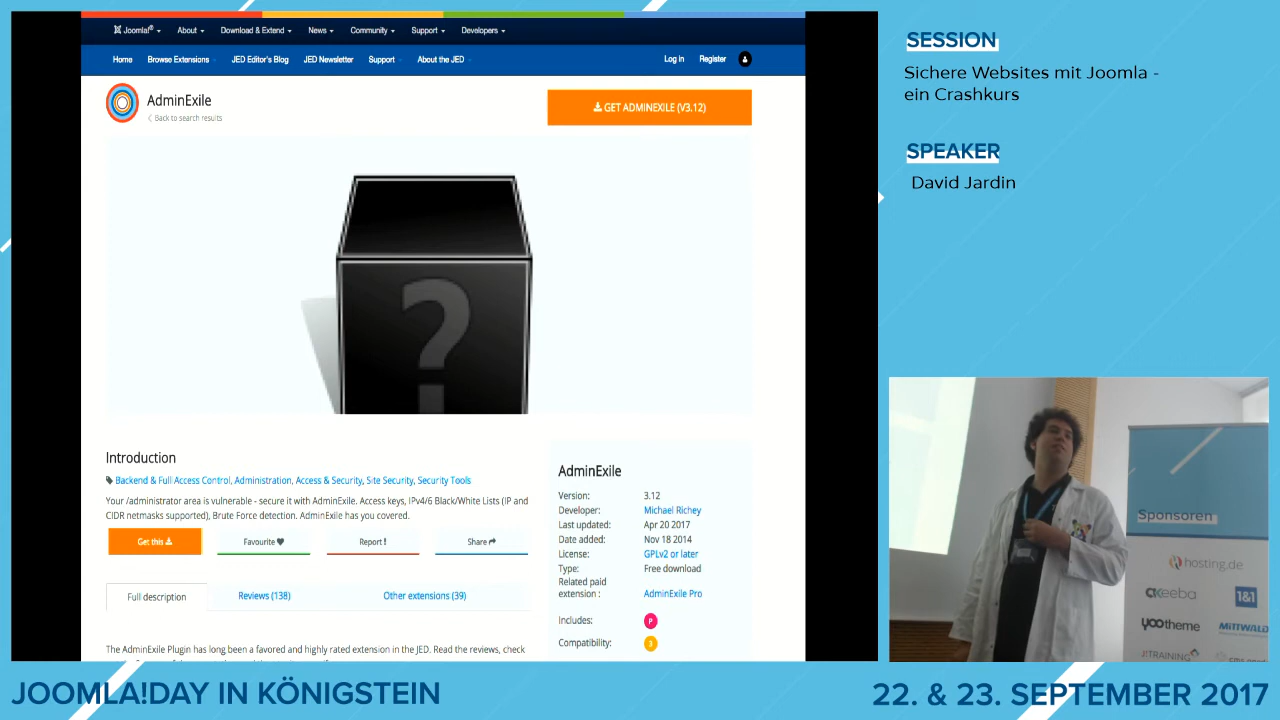 Joomla!® About Download & Extend News Community Support Developers
Home Browse Extensions JED Editor's Blog JED Newsletter Support About the JED Log in Register
AdminExile
Back to search results
GET ADMINEXILE (V3.12)
?
Introduction
Backend & Full Access Control, Administration, Access & Security, Site Security, Security Tools
Your /administrator area is vulnerable - secure it with AdminExile. Access keys, IPv4/6 Black/White Lists (IP and
CIDR netmasks supported), Brute Force detection. AdminExile has you covered.
Get this Favourite Report ! Share
Full description Reviews (138) Other extensions (39)
The AdminExile Plugin has long been a favored and highly rated extension in the JED. Read the reviews, check
AdminExile
Version: 3.12
Developer: Michael Richey
Last updated: Apr 20 2017
Date added: Nov 18 2014
License: GPLv2 or later
Type: Free download
Related paid
extension : AdminExile Pro
Includes: P
Compatibility: 3
SESSION
Sichere Websites mit Joomla -
ein Crashkurs
SPEAKER
David Jardin
Sponsoren
hosting.de
akeeba 1&1
yootheme MITTWALD
J!TRAINING
JOOMLA!DAY IN KÖNIGSTEIN
22. & 23. SEPTEMBER 2017